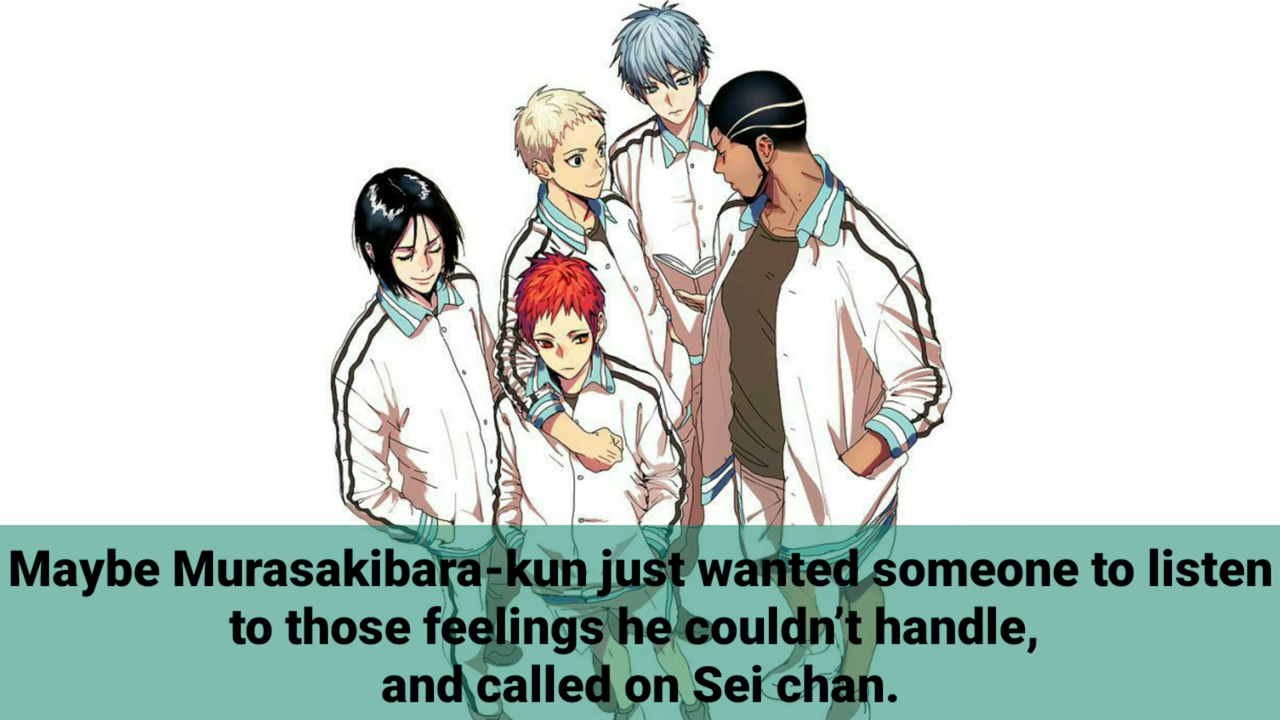 Maybe Murasakibara-kun just wanted someone to listen
to those feelings he couldn’t handle,
and called on Sei chan.